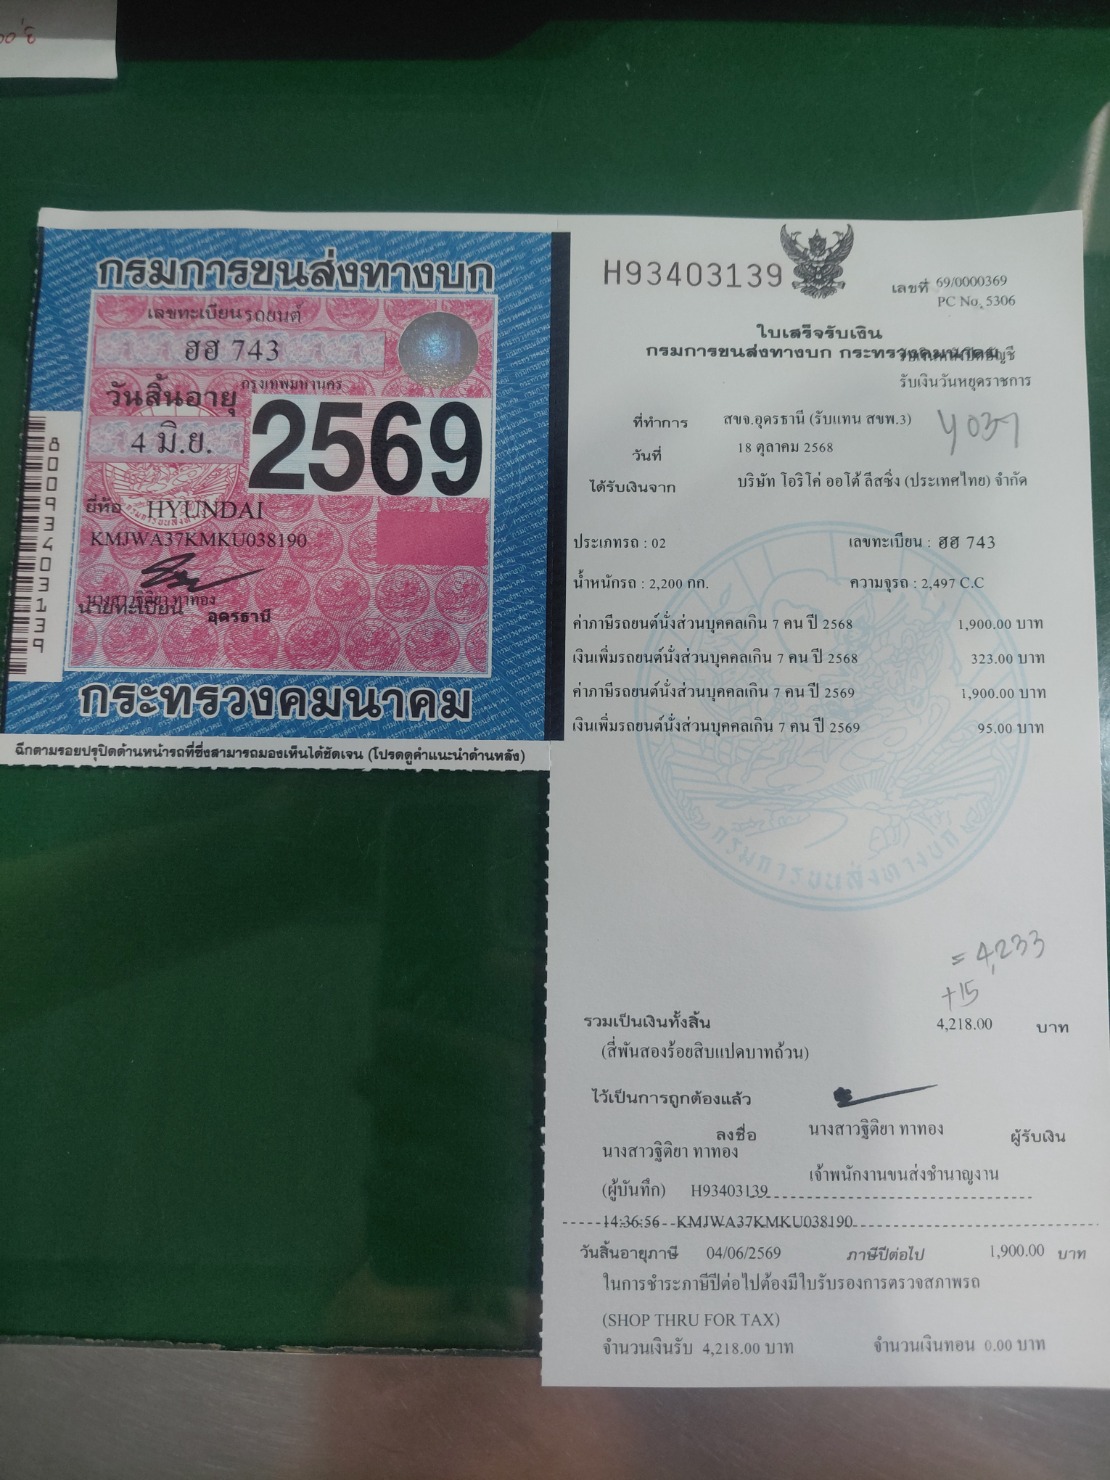 กรมการขนส่งทางบก
เลขทะเบียนรถยนต์
ฮฮ 743
กรุงเทพมหานคร
วันสิ้นอายุ
4 มิ.ย.
2569
ยี่ห้อ HYUNDAI
KMJWA37KMKU038190
นางสาวฐิติยา ทาทอง
นายทะเบียน อุดรธานี
80093403139
กระทรวงคมนาคม
ฉีกตามรอยปรุปิดด้านหน้ารถที่ซึ่งสามารถมองเห็นได้ชัดเจน (โปรดดูคำแนะนำด้านหลัง)
H93403139
เลขที่ 69/0000369
PC No. 5306
ใบเสร็จรับเงิน
กรมการขนส่งทางบก กระทรวงคมนาคม
รับเงินวันหยุดราชการ
ที่ทำการ สขจ.อุดรธานี (รับแทน สขพ.3)
วันที่ 18 ตุลาคม 2568
ได้รับเงินจาก บริษัท โอริโค่ ออโต้ ลีสซิ่ง (ประเทศไทย) จำกัด
ประเภทรถ : 02 เลขทะเบียน : ฮฮ 743
น้ำหนักรถ : 2,200 กก. ความจุรถ : 2,497 C.C
ค่าภาษีรถยนต์นั่งส่วนบุคคลเกิน 7 คน ปี 2568 1,900.00 บาท
เงินเพิ่มรถยนต์นั่งส่วนบุคคลเกิน 7 คน ปี 2568 323.00 บาท
ค่าภาษีรถยนต์นั่งส่วนบุคคลเกิน 7 คน ปี 2569 1,900.00 บาท
เงินเพิ่มรถยนต์นั่งส่วนบุคคลเกิน 7 คน ปี 2569 95.00 บาท
กรมการขนส่งทางบก
= 4,233
+15
รวมเป็นเงินทั้งสิ้น 4,218.00 บาท
(สี่พันสองร้อยสิบแปดบาทถ้วน)
ไว้เป็นการถูกต้องแล้ว
ลงชื่อ นางสาวฐิติยา ทาทอง ผู้รับเงิน
นางสาวฐิติยา ทาทอง
เจ้าพนักงานขนส่งชำนาญงาน
(ผู้บันทึก) H93403139
14:36:56 KMJWA37KMKU038190
วันสิ้นอายุภาษี 04/06/2569 ภาษีปีต่อไป 1,900.00 บาท
ในการชำระภาษีปีต่อไปต้องมีใบรับรองการตรวจสภาพรถ
(SHOP THRU FOR TAX)
จำนวนเงินรับ 4,218.00 บาท จำนวนเงินทอน 0.00 บาท